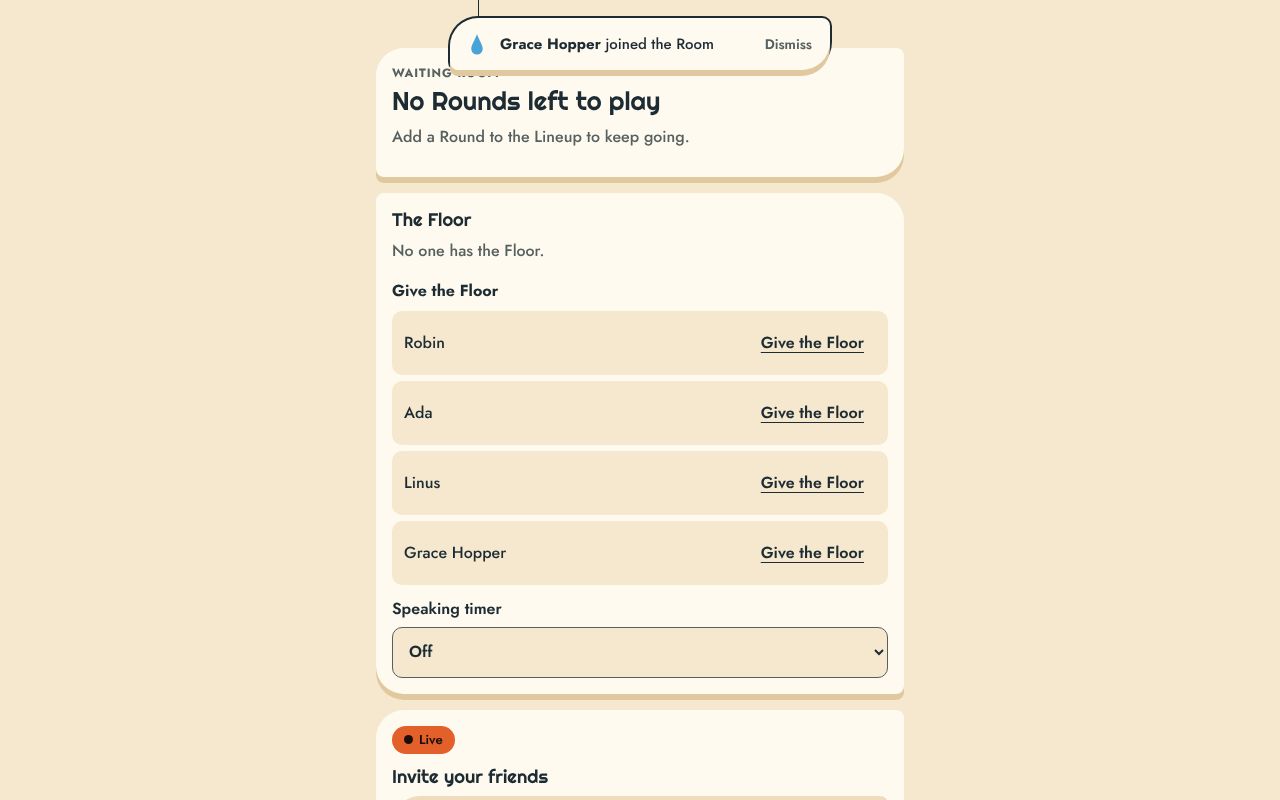 Grace Hopper joined the Room
Dismiss
WAITING ROOM
No Rounds left to play
Add a Round to the Lineup to keep going.
The Floor
No one has the Floor.
Give the Floor
Robin
Give the Floor
Ada
Give the Floor
Linus
Give the Floor
Grace Hopper
Give the Floor
Speaking timer
Off
Live
Invite your friends